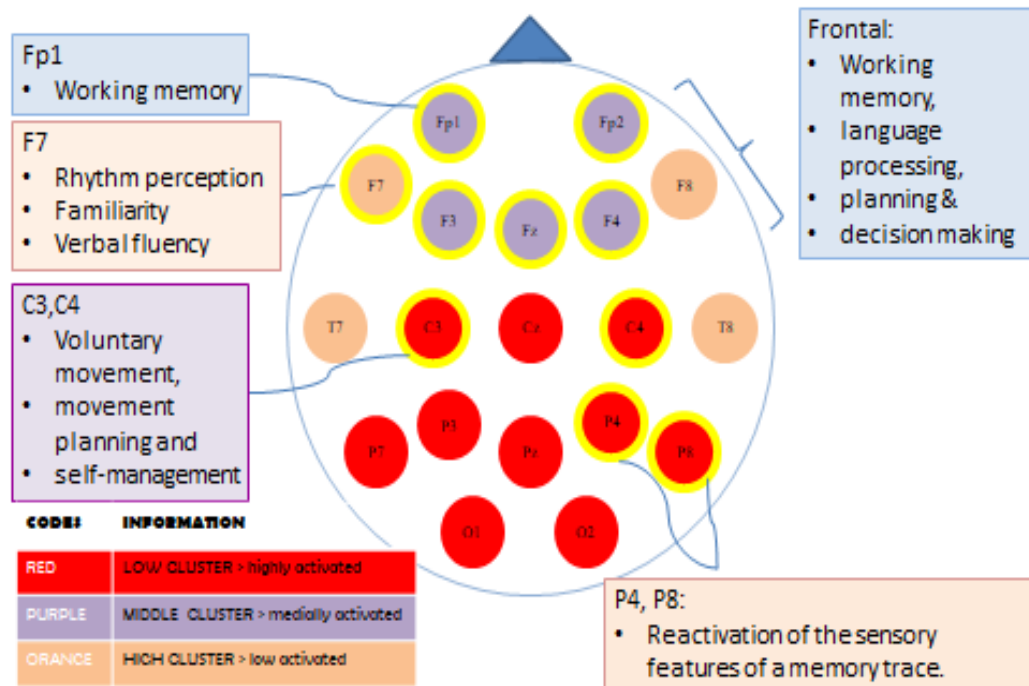 Fp1
• Working memory
F7
• Rhythm perception
• Familiarity
• Verbal fluency
C3,C4
• Voluntary
movement,
• movement
planning and
• self-management
Frontal:
• Working
memory,
• language
processing,
• planning &
• decision making
Fp1 Fp2
F7 F8
F3 Fz F4
T7 C3 Cz C4 T8
P7 P3 Pz P4 P8
O1 O2
P4, P8:
• Reactivation of the sensory
features of a memory trace.
CODES INFORMATION
RED LOW CLUSTER > highly activated
PURPLE MIDDLE CLUSTER > medially activated
ORANGE HIGH CLUSTER > low activated